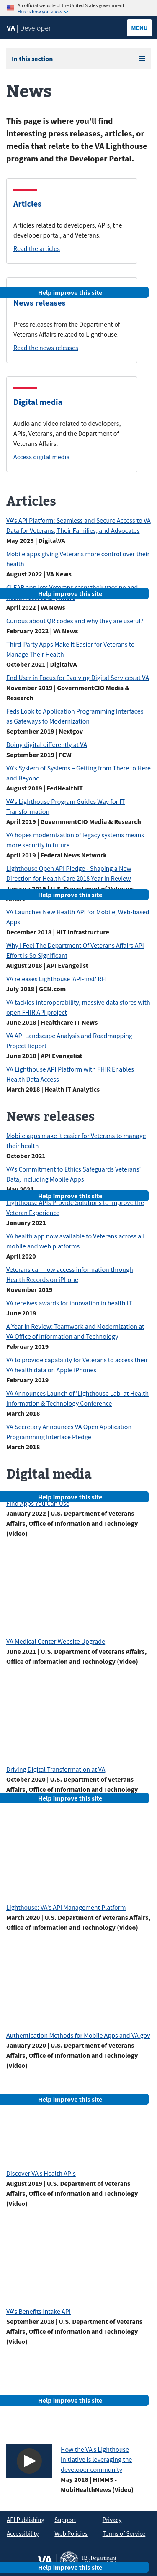 An official website of the United States government
Here's how you know
VA | Developer
MENU
In this section
News
This page is where you'll find
interesting press releases, articles, or
media that relate to the VA Lighthouse
program and the Developer Portal.
Articles
Articles related to developers, APIs, the
developer portal, and Veterans.
Read the articles
Help improve this site
News releases
Press releases from the Department of
Veterans Affairs related to Lighthouse.
Read the news releases
Digital media
Audio and video related to developers,
APIs, Veterans, and the Department of
Veterans Affairs.
Access digital media
Articles
VA's API Platform: Seamless and Secure Access to VA
Data for Veterans, Their Families, and Advocates
May 2023 | DigitalVA
Mobile apps giving Veterans more control over their
health
August 2022 | VA News
CLEAR app lets Veterans carry their vaccine and
Help improve this site
April 2022 | VA News
Curious about QR codes and why they are useful?
February 2022 | VA News
Third-Party Apps Make It Easier for Veterans to
Manage Their Health
October 2021 | DigitalVA
End User in Focus for Evolving Digital Services at VA
November 2019 | GovernmentCIO Media &
Research
Feds Look to Application Programming Interfaces
as Gateways to Modernization
September 2019 | Nextgov
Doing digital differently at VA
September 2019 | FCW
VA's System of Systems – Getting from There to Here
and Beyond
August 2019 | FedHealthIT
VA's Lighthouse Program Guides Way for IT
Transformation
April 2019 | GovernmentCIO Media & Research
VA hopes modernization of legacy systems means
more security in future
April 2019 | Federal News Network
Lighthouse Open API Pledge - Shaping a New
Direction for Health Care 2018 Year in Review
January 2019 | U.S. Department of Veterans
Help improve this site
VA Launches New Health API for Mobile, Web-based
Apps
December 2018 | HIT Infrastructure
Why I Feel The Department Of Veterans Affairs API
Effort Is So Significant
August 2018 | API Evangelist
VA releases Lighthouse 'API-first' RFI
July 2018 | GCN.com
VA tackles interoperability, massive data stores with
open FHIR API project
June 2018 | Healthcare IT News
VA API Landscape Analysis and Roadmapping
Project Report
June 2018 | API Evangelist
VA Lighthouse API Platform with FHIR Enables
Health Data Access
March 2018 | Health IT Analytics
News releases
Mobile apps make it easier for Veterans to manage
their health
October 2021
VA's Commitment to Ethics Safeguards Veterans'
Data, Including Mobile Apps
May 2021
Help improve this site
Lighthouse APIs Provide Solutions to Improve the
Veteran Experience
January 2021
VA health app now available to Veterans across all
mobile and web platforms
April 2020
Veterans can now access information through
Health Records on iPhone
November 2019
VA receives awards for innovation in health IT
June 2019
A Year in Review: Teamwork and Modernization at
VA Office of Information and Technology
February 2019
VA to provide capability for Veterans to access their
VA health data on Apple iPhones
February 2019
VA Announces Launch of 'Lighthouse Lab' at Health
Information & Technology Conference
March 2018
VA Secretary Announces VA Open Application
Programming Interface Pledge
March 2018
Digital media
Help improve this site
Find Apps You Can Use
January 2022 | U.S. Department of Veterans
Affairs, Office of Information and Technology
(Video)
VA Medical Center Website Upgrade
June 2021 | U.S. Department of Veterans Affairs,
Office of Information and Technology (Video)
Driving Digital Transformation at VA
October 2020 | U.S. Department of Veterans
Affairs, Office of Information and Technology
Help improve this site
Lighthouse: VA's API Management Platform
March 2020 | U.S. Department of Veterans Affairs,
Office of Information and Technology (Video)
Authentication Methods for Mobile Apps and VA.gov
January 2020 | U.S. Department of Veterans
Affairs, Office of Information and Technology
(Video)
Help improve this site
Discover VA's Health APIs
August 2019 | U.S. Department of Veterans
Affairs, Office of Information and Technology
(Video)
VA's Benefits Intake API
September 2018 | U.S. Department of Veterans
Affairs, Office of Information and Technology
(Video)
Help improve this site
How the VA's Lighthouse
initiative is leveraging the
developer community
May 2018 | HIMMS -
MobiHealthNews (Video)
API Publishing Support Privacy
Accessibility Web Policies Terms of Service
VA U.S. Department
Help improve this site